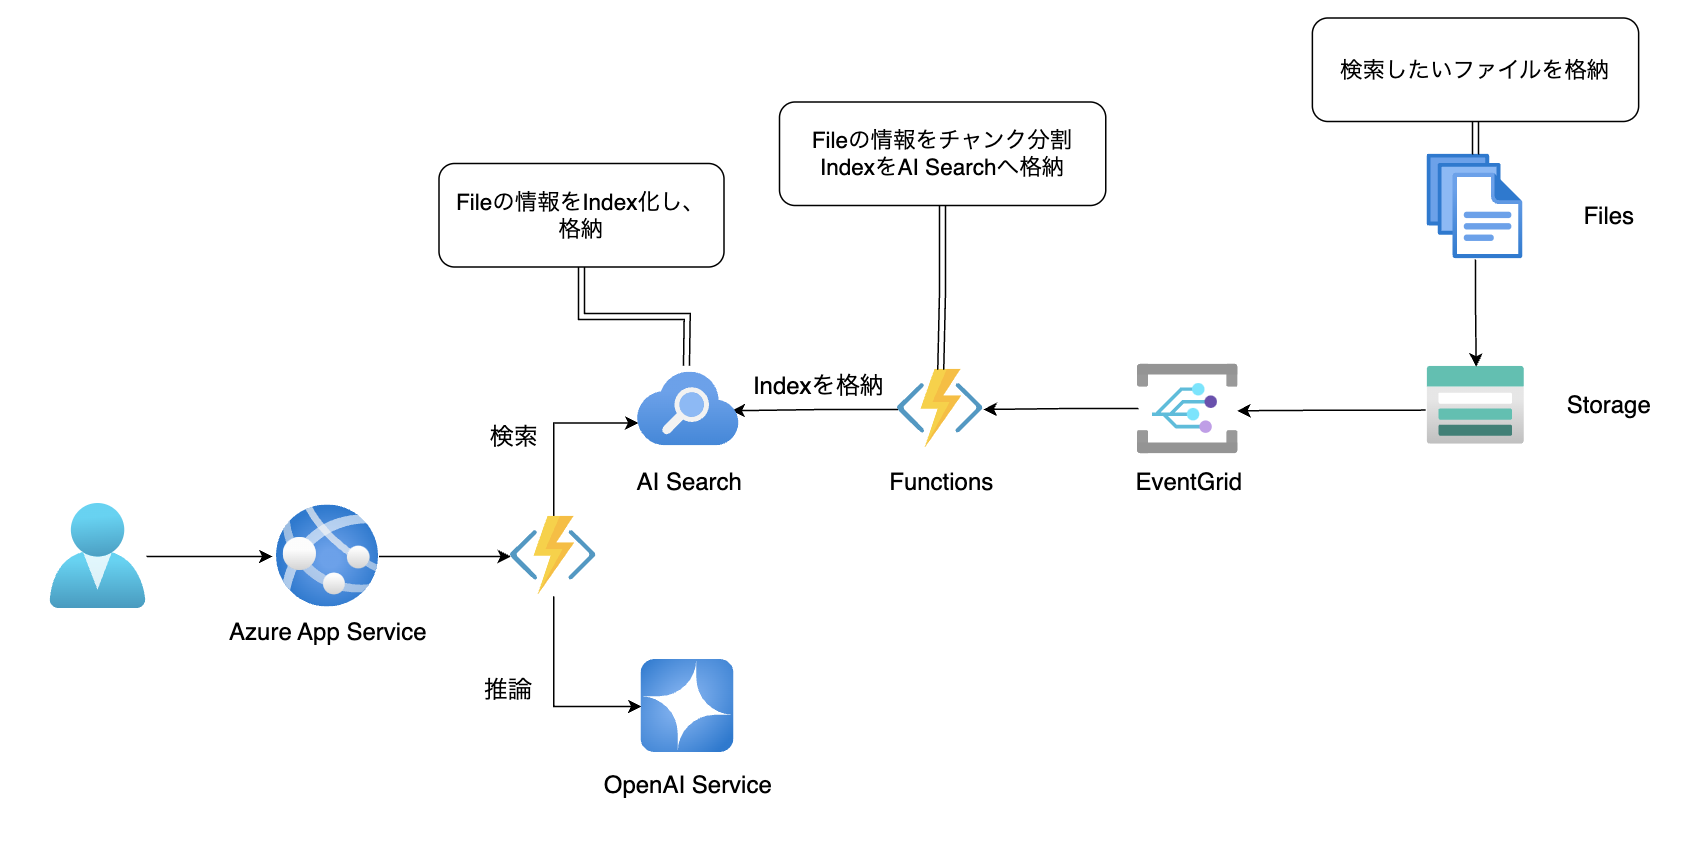 検索したいファイルを格納
Fileの情報をチャンク分割
IndexをAI Searchへ格納
Fileの情報をIndex化し、
格納
Files
Indexを格納
Storage
検索
AI Search
Functions
EventGrid
Azure App Service
推論
OpenAI Service